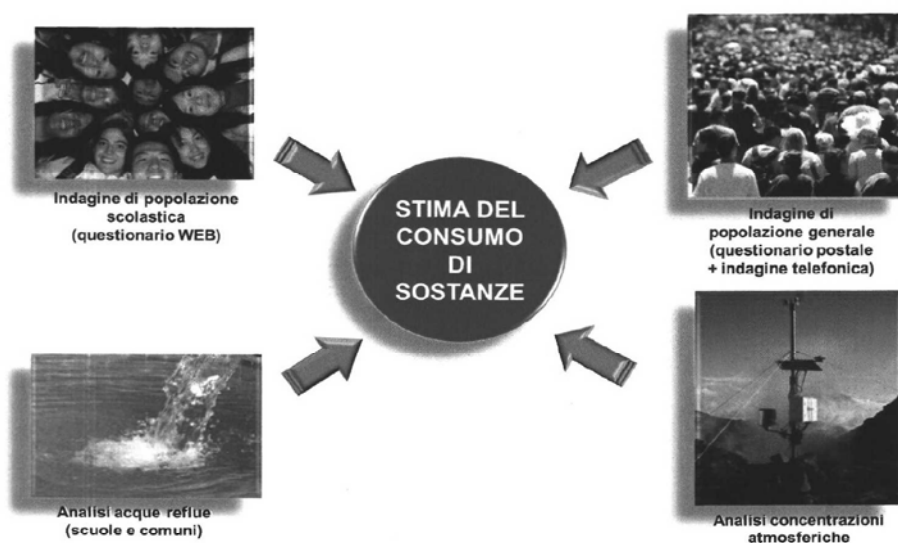 Indagine di popolazione
scolastica
(questionario WEB)
STIMA DEL
CONSUMO
DI
SOSTANZE
Indagine di
popolazione generale
(questionario postale
+ indagine telefonica)
Analisi acque reflue
(scuole e comuni)
Analisi concentrazioni
atmosferiche